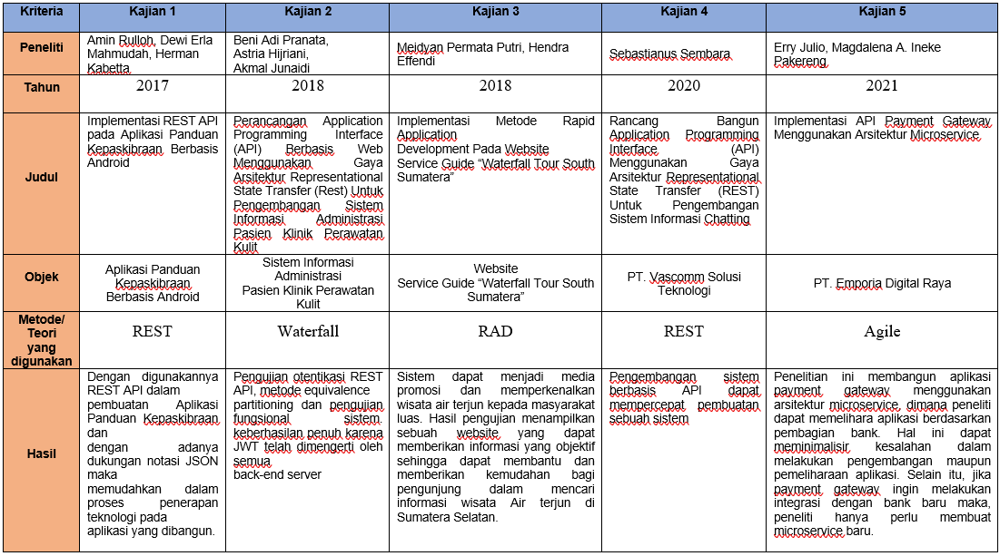 Kriteria
Kajian 1
Kajian 2
Kajian 3
Kajian 4
Kajian 5
Peneliti
Amin Rulloh, Dewi Erla
Mahmudah, Herman
Kabetta
Beni Adi Pranata,
Astria Hijriani,
Akmal Junaidi
Meidyan Permata Putri, Hendra
Effendi
Sebastianus Sembara
Erry Julio, Magdalena A. Ineke
Pakereng
Tahun
2017
2018
2018
2020
2021
Judul
Implementasi REST API
pada Aplikasi Panduan
Kepaskibraan Berbasis
Android
Perancangan Application
Programming Interface
(API) Berbasis Web
Menggunakan Gaya
Arsitektur Representational
State Transfer (Rest) Untuk
Pengembangan Sistem
Informasi Administrasi
Pasien Klinik Perawatan
Kulit
Implementasi Metode Rapid
Application
Development Pada Website
Service Guide “Waterfall Tour South
Sumatera”
Rancang Bangun
Application Programming
Interface (API)
Menggunakan Gaya
Arsitektur Representational
State Transfer (REST)
Untuk Pengembangan
Sistem Informasi Chatting
Implementasi API Payment Gateway
Menggunakan Arsitektur Microservice
Objek
Aplikasi Panduan
Kepaskibraan
Berbasis Android
Sistem Informasi
Administrasi
Pasien Klinik Perawatan
Kulit
Website
Service Guide “Waterfall Tour South
Sumatera”
PT. Vascomm Solusi
Teknologi
PT. Emporia Digital Raya
Metode/
Teori
yang
digunakan
REST
Waterfall
RAD
REST
Agile
Hasil
Dengan digunakannya
REST API dalam
pembuatan Aplikasi
Panduan Kepaskibraan
dan
dengan adanya
dukungan notasi JSON
maka
memudahkan dalam
proses penerapan
teknologi pada
aplikasi yang dibangun.
Pengujian otentikasi REST
API, metode equivalence
partitioning dan pengujian
fungsional sistem.
keberhasilan penuh karena
JWT telah dimengerti oleh
semua
back-end server
Sistem dapat menjadi media
promosi dan memperkenalkan
wisata air terjun kepada masyarakat
luas. Hasil pengujian menampilkan
sebuah website yang dapat
memberikan informasi yang objektif
sehingga dapat membantu dan
memberikan kemudahan bagi
pengunjung dalam mencari
informasi wisata Air terjun di
Sumatera Selatan.
Pengembangan sistem
berbasis API dapat
mempercepat pembuatan
sebuah sistem
Penelitian ini membangun aplikasi
payment gateway menggunakan
arsitektur microservice, dimana peneliti
dapat memelihara aplikasi berdasarkan
pembagian bank. Hal ini dapat
meminimalisir kesalahan dalam
melakukan pengembangan maupun
pemeliharaan aplikasi. Selain itu, jika
payment gateway ingin melakukan
integrasi dengan bank baru maka,
peneliti hanya perlu membuat
microservice baru.